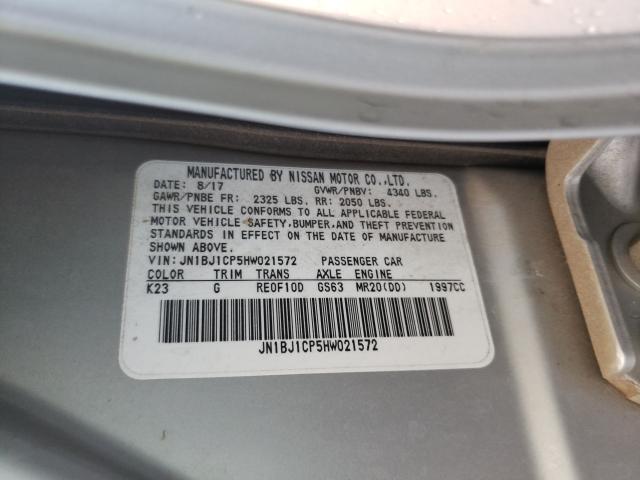 MANUFACTURED BY NISSAN MOTOR CO.,LTD.
DATE: 8/17 GVWR/PNBV: 4340 LBS.
GAWR/PNBE FR: 2325 LBS. RR: 2050 LBS.
THIS VEHICLE CONFORMS TO ALL APPLICABLE FEDERAL
MOTOR VEHICLE SAFETY,BUMPER,AND THEFT PREVENTION
STANDARDS IN EFFECT ON THE DATE OF MANUFACTURE
SHOWN ABOVE.
VIN: JN1BJ1CP5HW021572 PASSENGER CAR
COLOR TRIM TRANS AXLE ENGINE
K23 G RE0F10D GS63 MR20(DD) 1997CC
JN1BJ1CP5HW021572